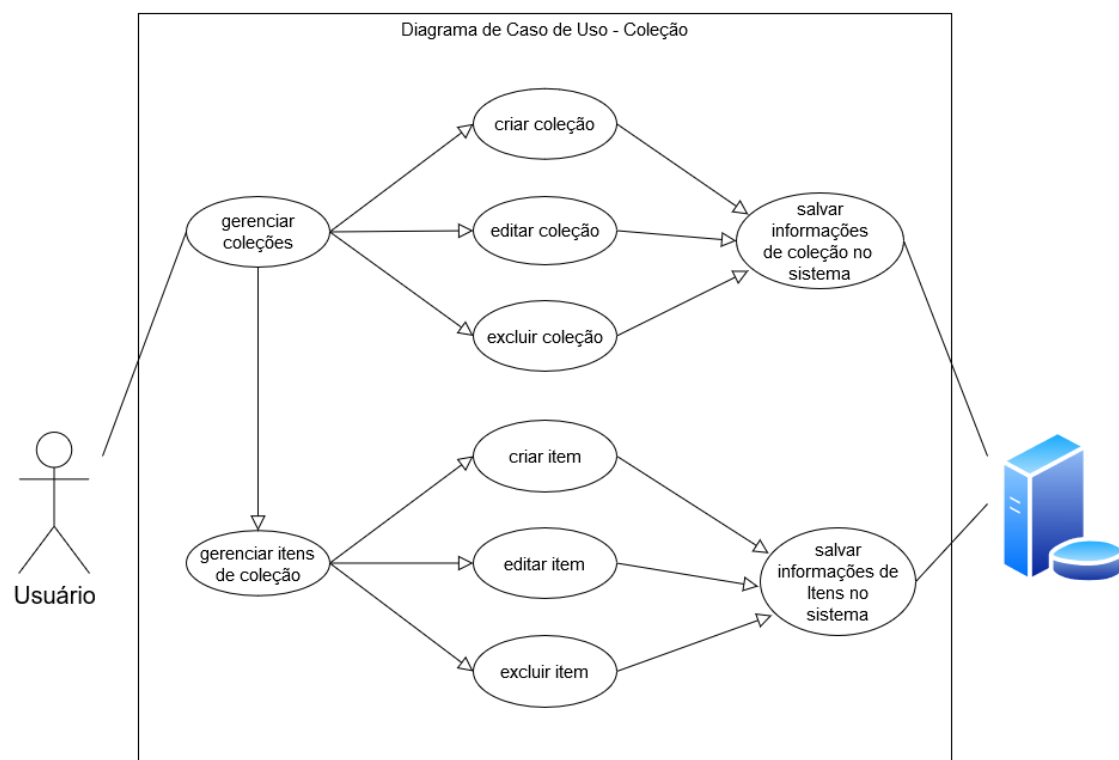 Diagrama de Caso de Uso - Coleção
criar coleção
gerenciar
coleções
editar coleção
salvar
informações
de coleção no
sistema
excluir coleção
criar item
gerenciar itens
de coleção
editar item
salvar
informações de
Itens no
sistema
excluir item
Usuário